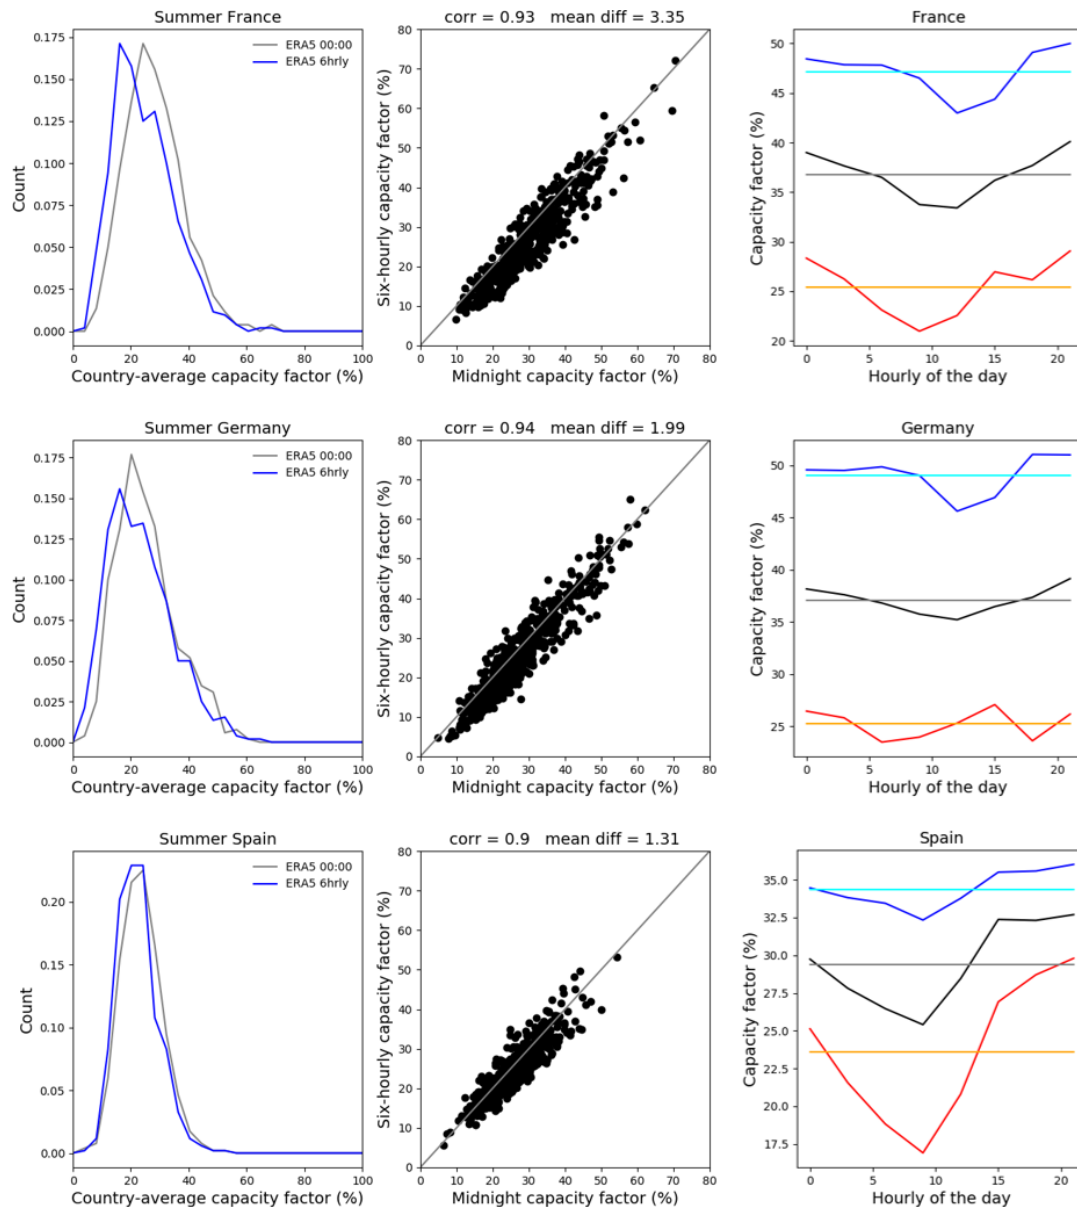 Summer France
corr = 0.93 mean diff = 3.35
France
0.175
0.150
0.125
0.100
0.075
0.050
0.025
0.000
Count
ERA5 00:00
ERA5 6hrly
0 20 40 60 80 100
Country-average capacity factor (%)
80
70
60
50
40
30
20
10
0
Six-hourly capacity factor (%)
0 10 20 30 40 50 60 70 80
Midnight capacity factor (%)
50
45
40
35
30
25
20
Capacity factor (%)
0 5 10 15 20
Hourly of the day
Summer Germany
corr = 0.94 mean diff = 1.99
Germany
0.175
0.150
0.125
0.100
0.075
0.050
0.025
0.000
Count
ERA5 00:00
ERA5 6hrly
0 20 40 60 80 100
Country-average capacity factor (%)
80
70
60
50
40
30
20
10
0
Six-hourly capacity factor (%)
0 10 20 30 40 50 60 70 80
Midnight capacity factor (%)
50
45
40
35
30
25
Capacity factor (%)
0 5 10 15 20
Hourly of the day
Summer Spain
corr = 0.9 mean diff = 1.31
Spain
0.20
0.15
0.10
0.05
0.00
Count
ERA5 00:00
ERA5 6hrly
0 20 40 60 80 100
Country-average capacity factor (%)
80
70
60
50
40
30
20
10
0
Six-hourly capacity factor (%)
0 10 20 30 40 50 60 70 80
Midnight capacity factor (%)
35.0
32.5
30.0
27.5
25.0
22.5
20.0
17.5
Capacity factor (%)
0 5 10 15 20
Hourly of the day